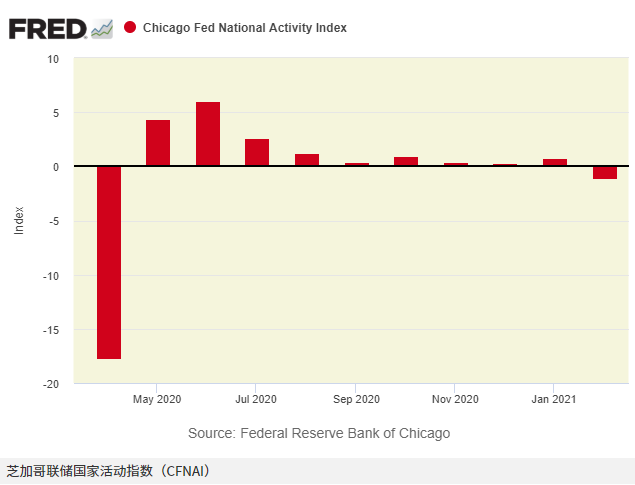 FRED Chicago Fed National Activity Index
10
5
0
-5
-10
-15
-20
Index
May 2020 Jul 2020 Sep 2020 Nov 2020 Jan 2021
Source: Federal Reserve Bank of Chicago
芝加哥联储国家活动指数（CFNAI）